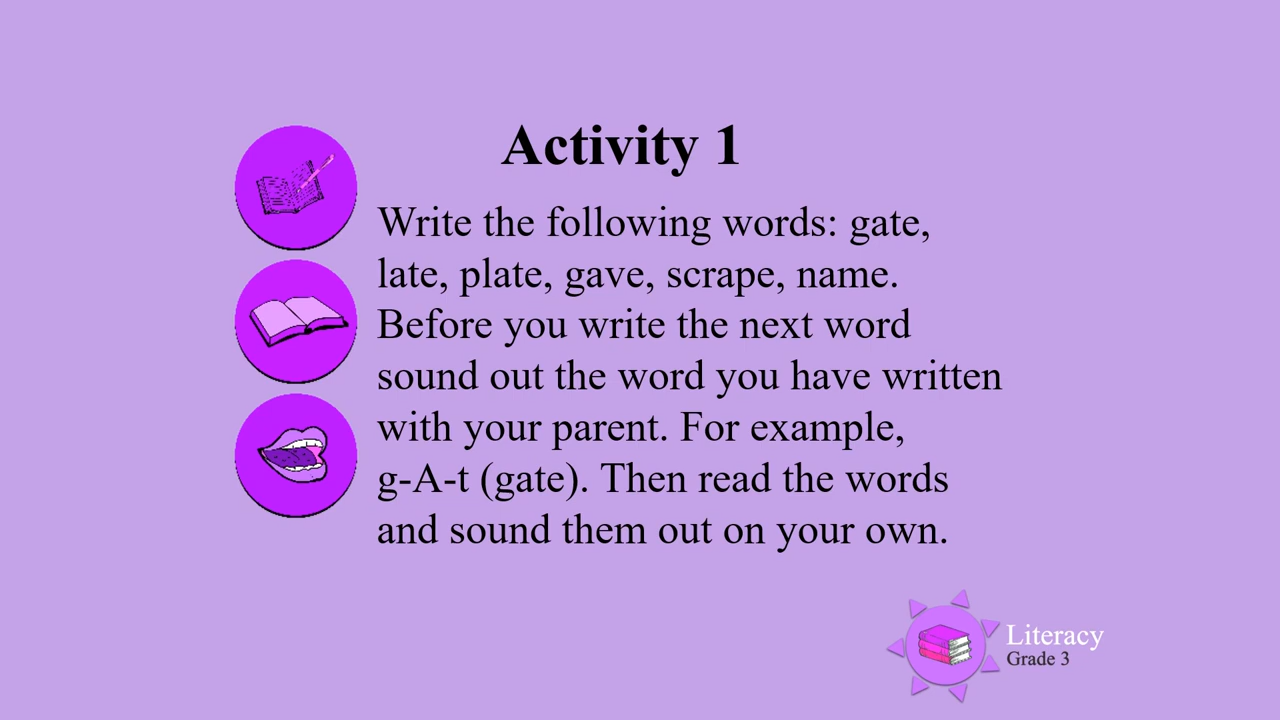 Activity 1
Write the following words: gate,
late, plate, gave, scrape, name.
Before you write the next word
sound out the word you have written
with your parent. For example,
g-A-t (gate). Then read the words
and sound them out on your own.
Literacy
Grade 3